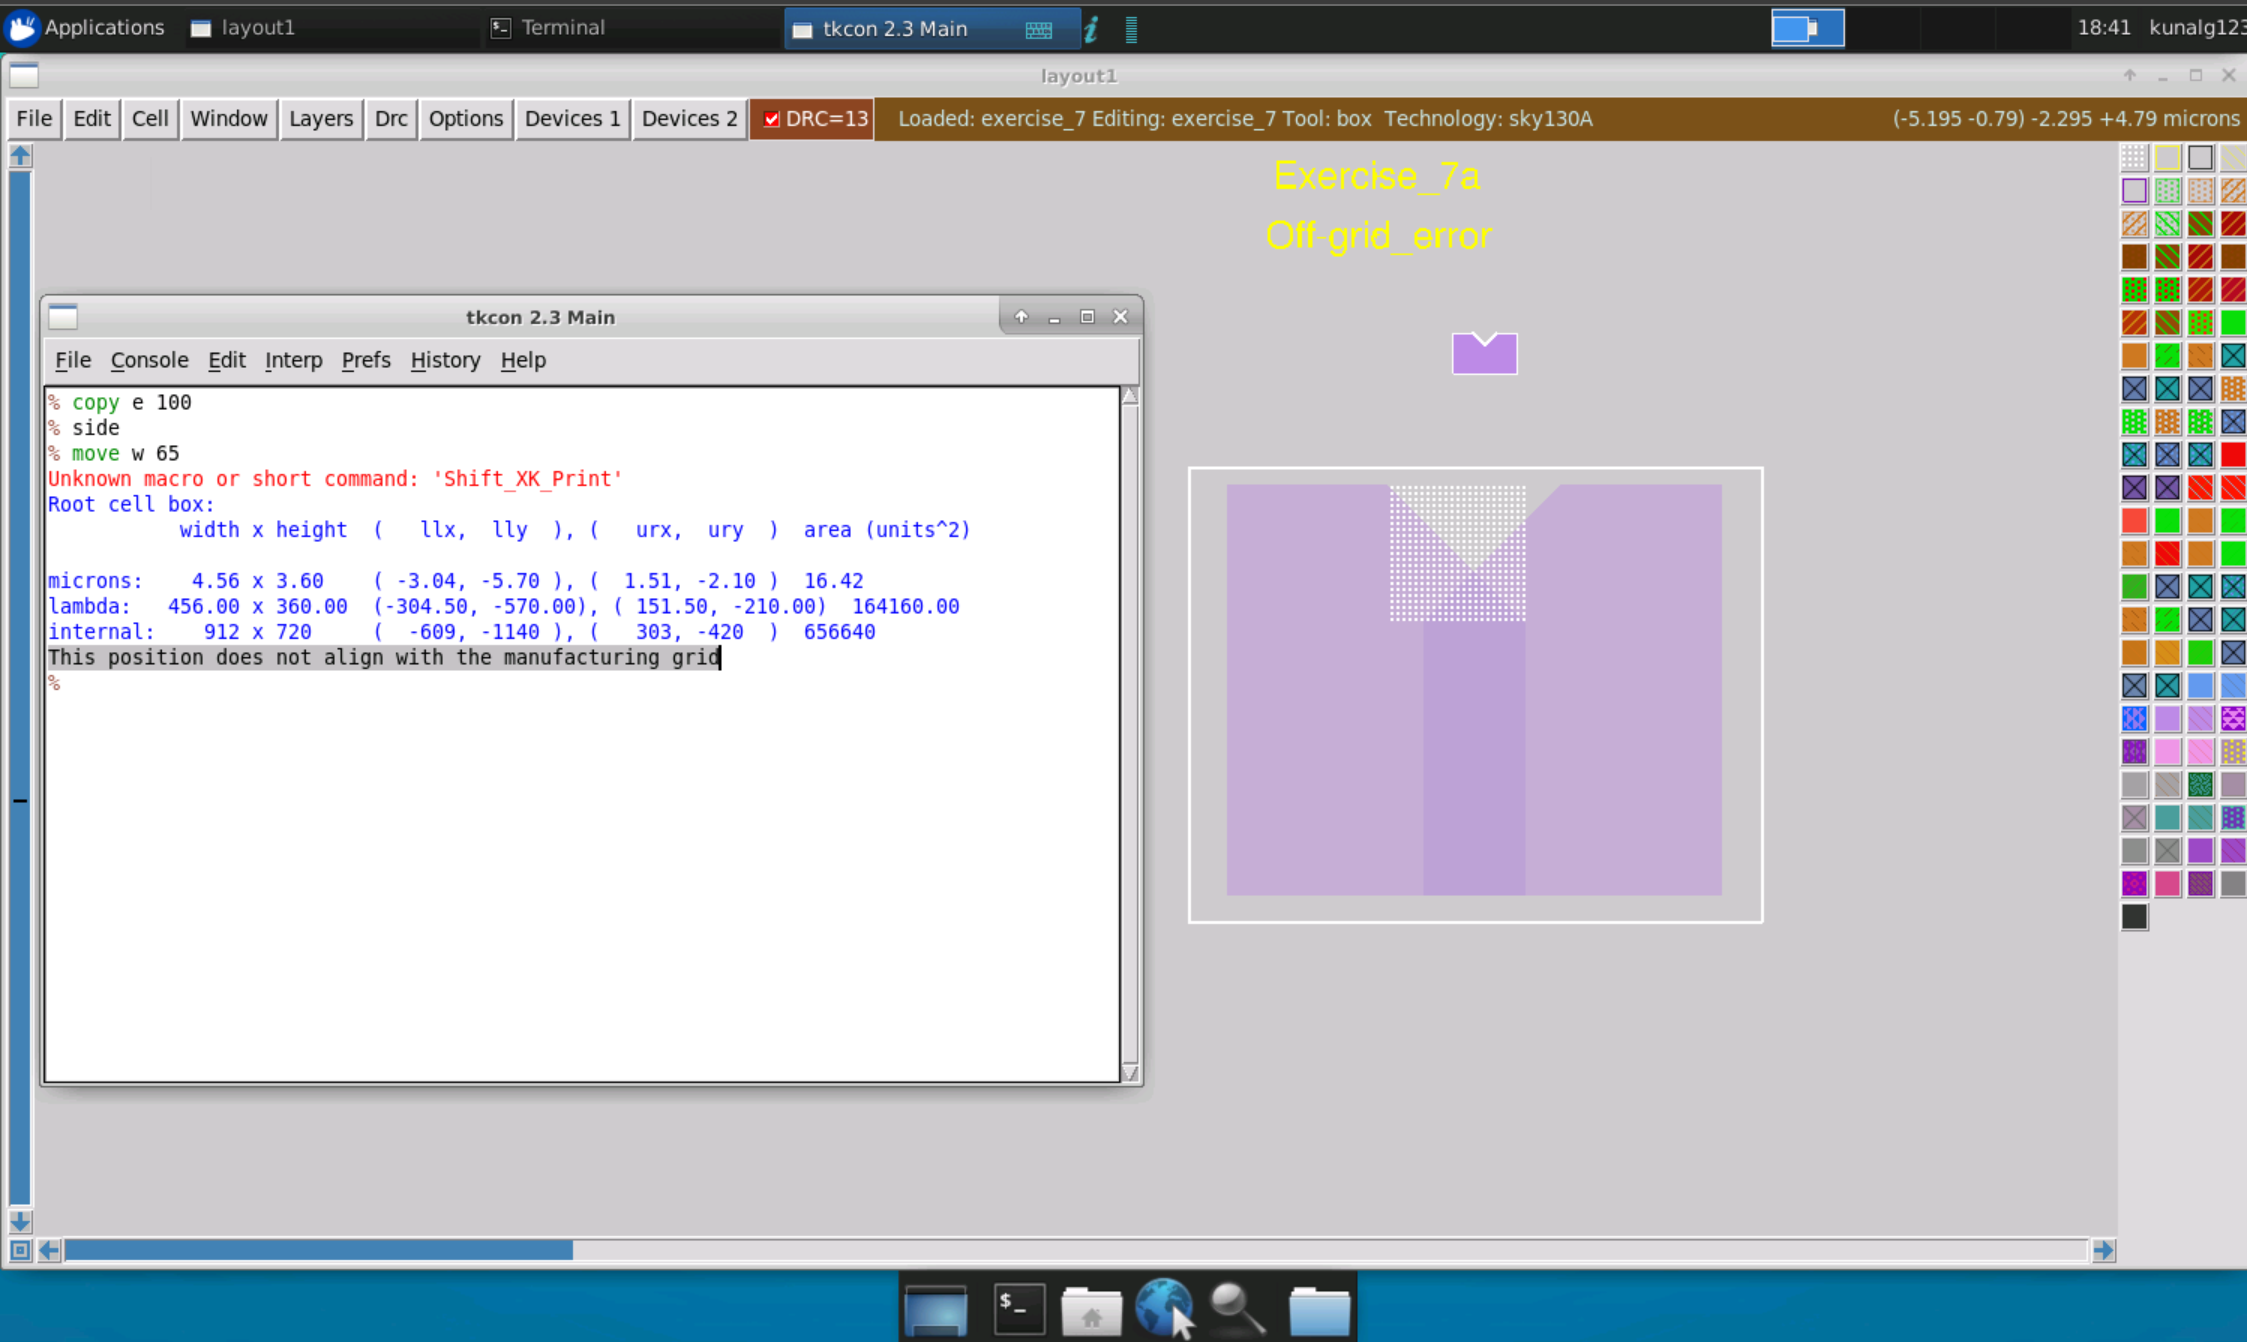 Applications layout1 Terminal tkcon 2.3 Main 18:41 kunalg123
layout1
File Edit Cell Window Layers Drc Options Devices 1 Devices 2 DRC=13 Loaded: exercise_7 Editing: exercise_7 Tool: box Technology: sky130A (-5.195 -0.79) -2.295 +4.79 microns
Exercise_7a
Off-grid_error
tkcon 2.3 Main
File Console Edit Interp Prefs History Help
% copy e 100
% side
% move w 65
Unknown macro or short command: 'Shift_XK_Print'
Root cell box:
width x height ( llx, lly ), ( urx, ury ) area (units^2)
microns: 4.56 x 3.60 ( -3.04, -5.70 ), ( 1.51, -2.10 ) 16.42
lambda: 456.00 x 360.00 (-304.50, -570.00), ( 151.50, -210.00) 164160.00
internal: 912 x 720 ( -609, -1140 ), ( 303, -420 ) 656640
This position does not align with the manufacturing grid
%
$_